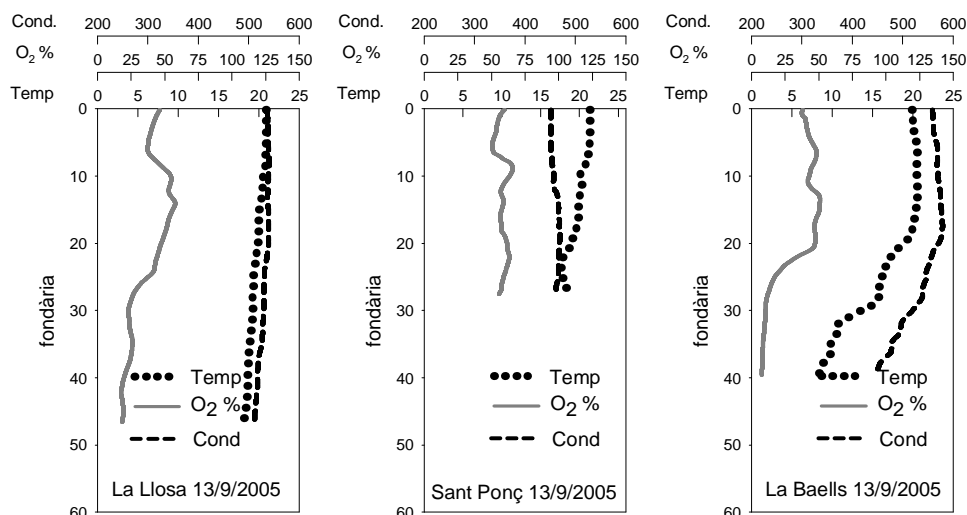 Cond. 200 300 400 500 600
O2 % 0 25 50 75 100 125 150
Temp 0 5 10 15 20 25
0
10
20
30
40
50
60
fondària
Temp
O2 %
Cond
La Llosa 13/9/2005
Cond. 200 300 400 500 600
O2 % 0 25 50 75 100 125 150
Temp 0 5 10 15 20 25
0
10
20
30
40
50
60
fondària
Temp
O2 %
Cond
Sant Ponç 13/9/2005
Cond. 200 300 400 500 600
O2 % 0 25 50 75 100 125 150
Temp 0 5 10 15 20 25
0
10
20
30
40
50
60
fondària
Temp
O2 %
Cond
La Baells 13/9/2005